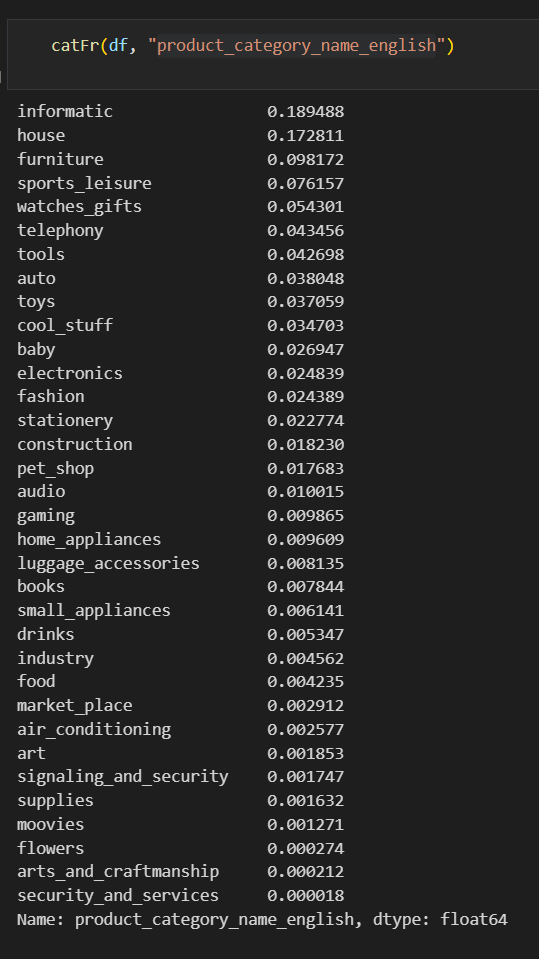 catFr(df, "product_category_name_english")
informatic 0.189488
house 0.172811
furniture 0.098172
sports_leisure 0.076157
watches_gifts 0.054301
telephony 0.043456
tools 0.042698
auto 0.038048
toys 0.037059
cool_stuff 0.034703
baby 0.026947
electronics 0.024839
fashion 0.024389
stationery 0.022774
construction 0.018230
pet_shop 0.017683
audio 0.010015
gaming 0.009865
home_appliances 0.009609
luggage_accessories 0.008135
books 0.007844
small_appliances 0.006141
drinks 0.005347
industry 0.004562
food 0.004235
market_place 0.002912
air_conditioning 0.002577
art 0.001853
signaling_and_security 0.001747
supplies 0.001632
moovies 0.001271
flowers 0.000274
arts_and_craftmanship 0.000212
security_and_services 0.000018
Name: product_category_name_english, dtype: float64